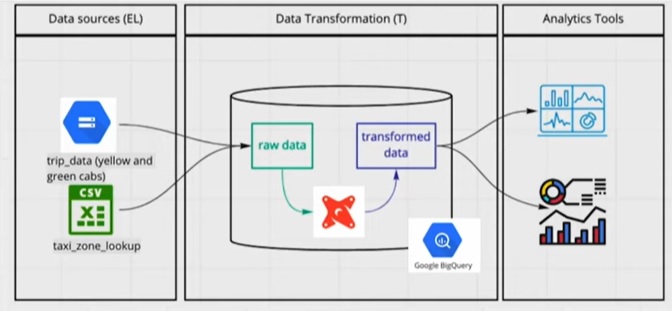 Data sources (EL)
Data Transformation (T)
Analytics Tools
trip_data (yellow and
green cabs)
CSV
X
taxi_zone_lookup
raw data
transformed
data
Google BigQuery